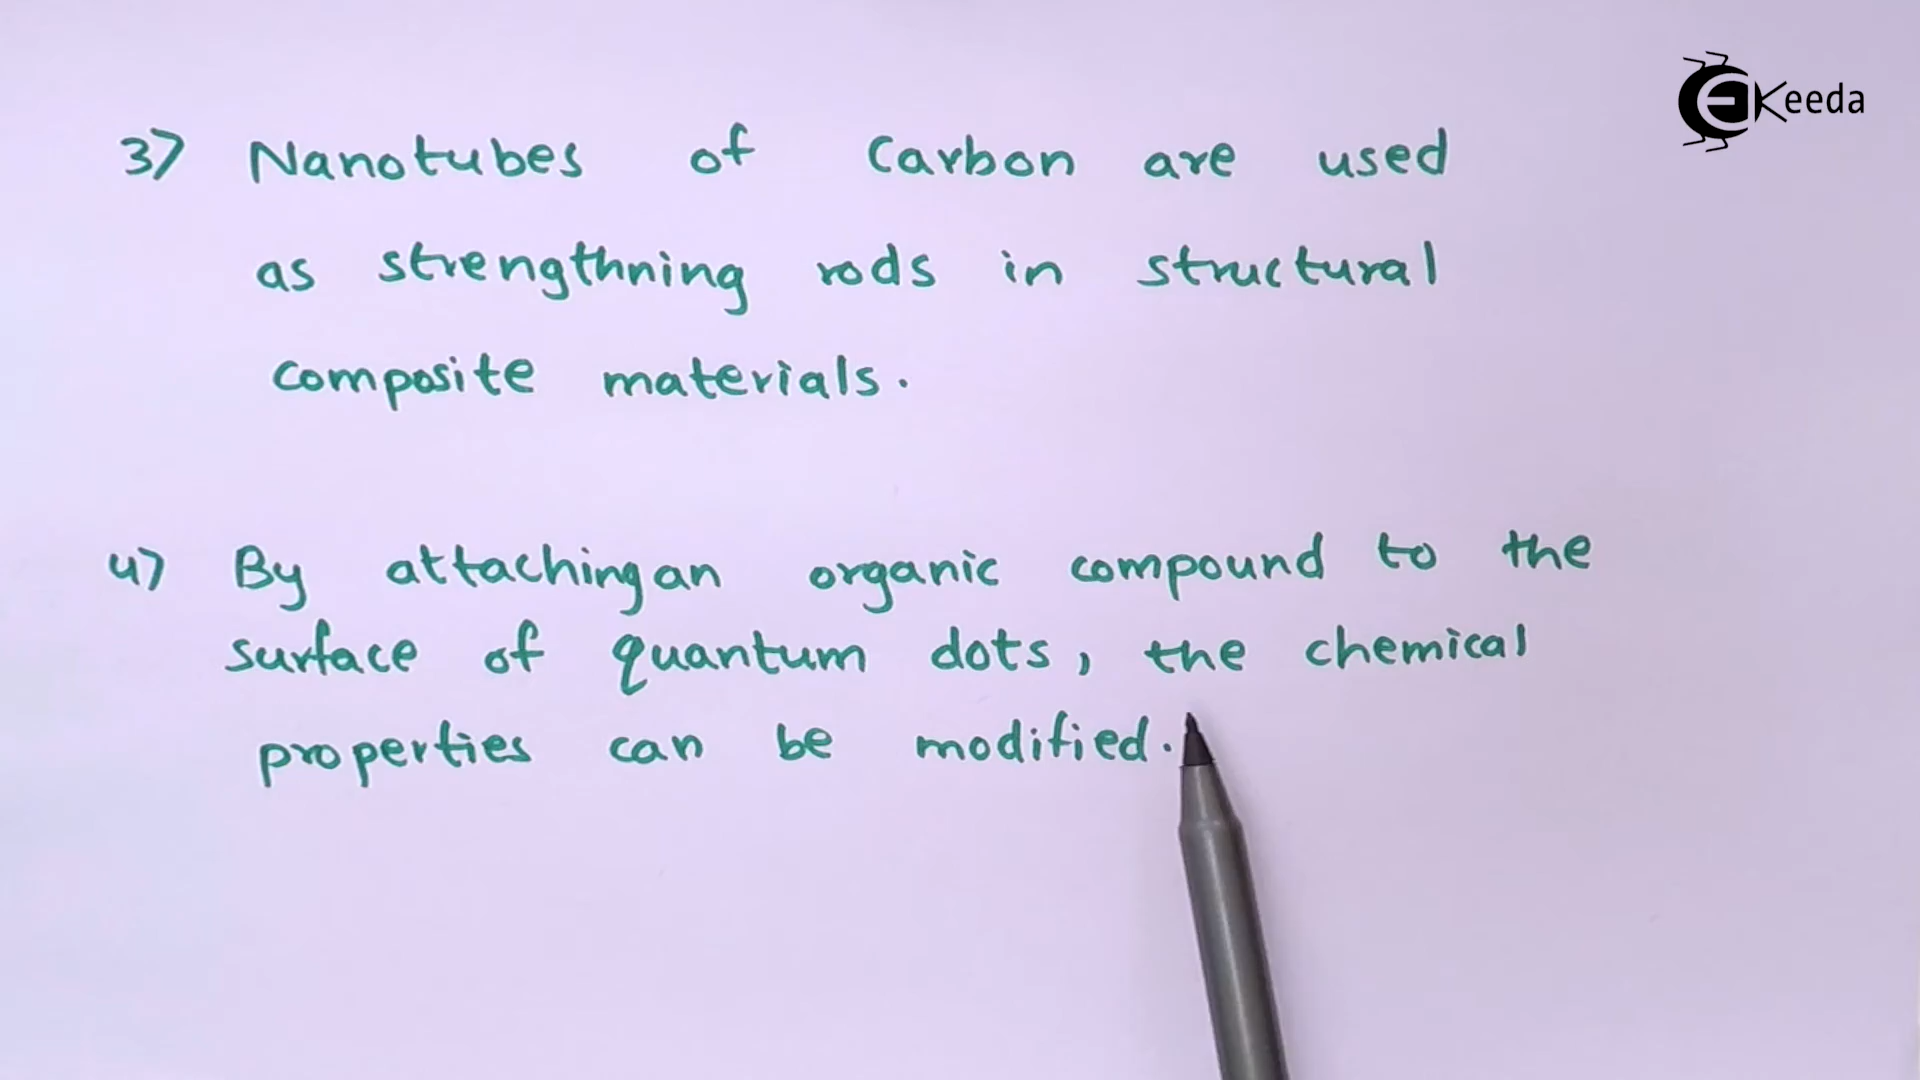 Keeda
3) Nanotubes of Carbon are used
as strengthning rods in structural
composite materials.
4) By attachingan organic compound to the
surface of quantum dots, the chemical
properties can be modified.